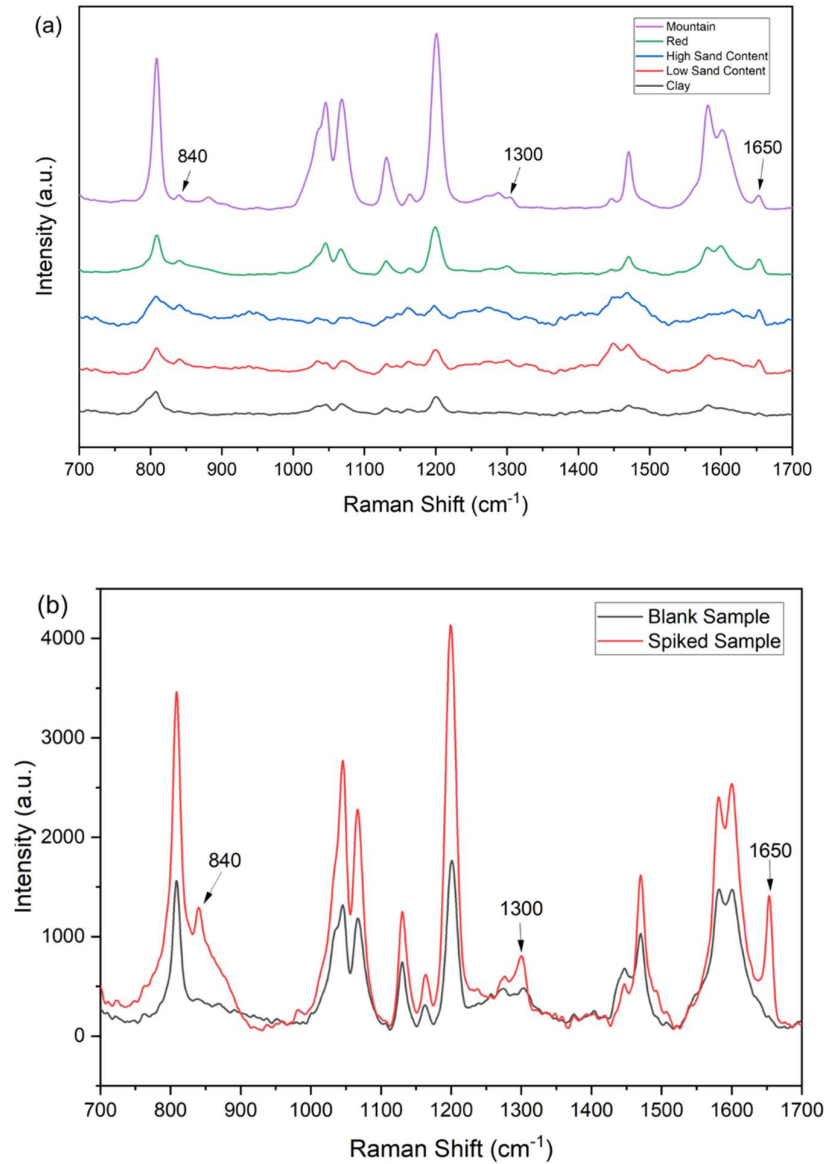 (a)
Mountain
Red
High Sand Content
Low Sand Content
Clay
840
1300
1650
Intensity (a.u.)
700 800 900 1000 1100 1200 1300 1400 1500 1600 1700
Raman Shift (cm-1)
(b)
Blank Sample
Spiked Sample
4000
3000
2000
1000
0
840
1300
1650
Intensity (a.u.)
700 800 900 1000 1100 1200 1300 1400 1500 1600 1700
Raman Shift (cm-1)